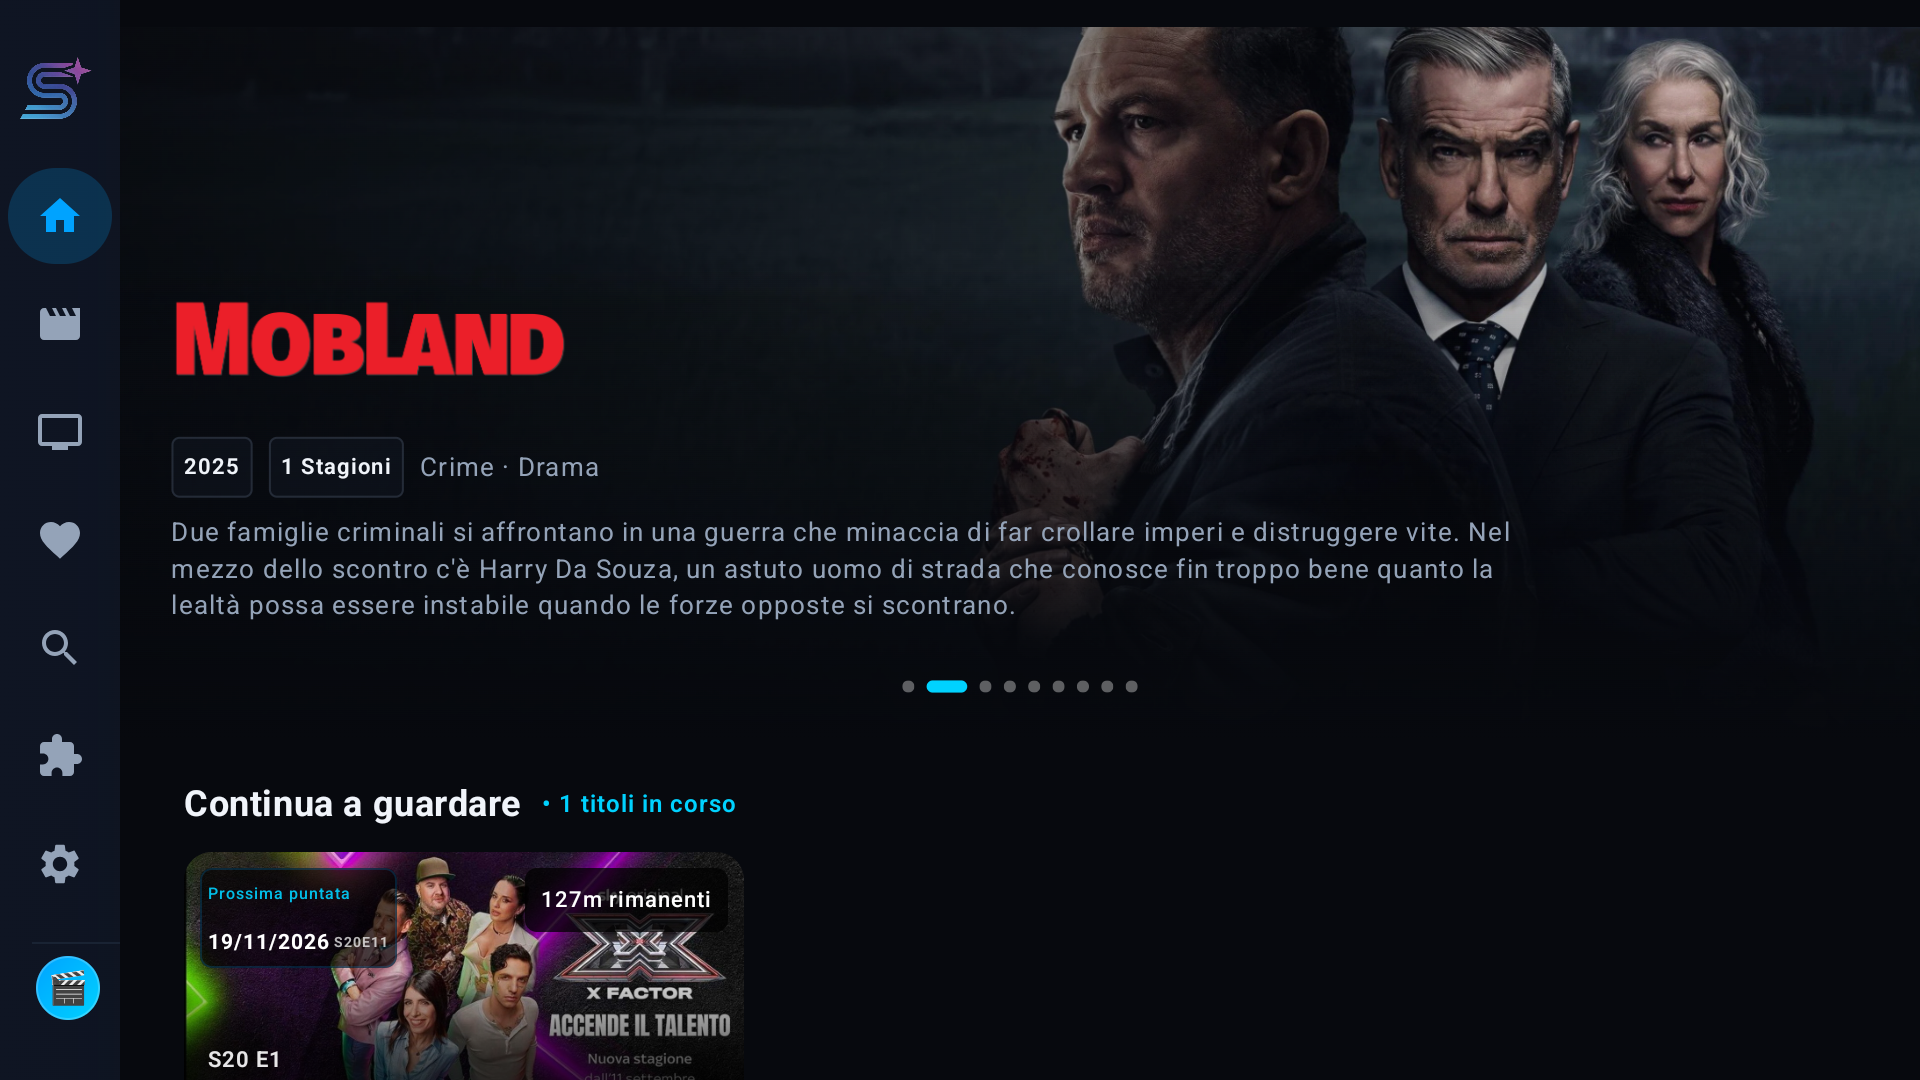 MOBLAND
2025
1 Stagioni
Crime · Drama
Due famiglie criminali si affrontano in una guerra che minaccia di far crollare imperi e distruggere vite. Nel
mezzo dello scontro c'è Harry Da Souza, un astuto uomo di strada che conosce fin troppo bene quanto la
lealtà possa essere instabile quando le forze opposte si scontrano.
Continua a guardare • 1 titoli in corso
Prossima puntata
19/11/2026 S20E11
127m rimanenti
X FACTOR
ACCENDE IL TALENTO
Nuova stagione
dall'11 settembre
S20 E1